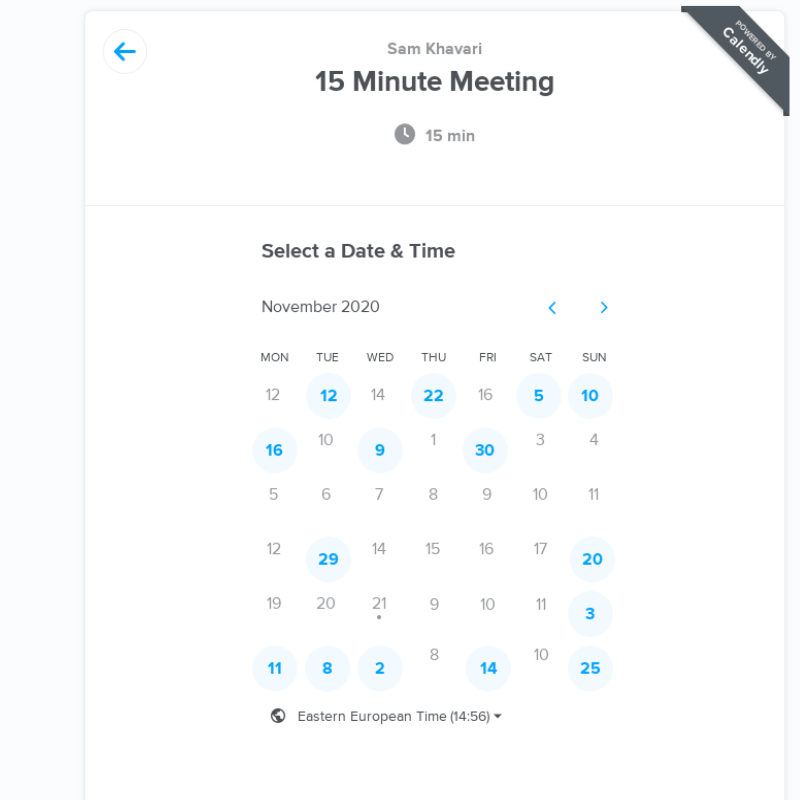 POWERED BY
Calendly
Sam Khavari
15 Minute Meeting
15 min
Select a Date & Time
November 2020
MON TUE WED THU FRI SAT SUN
12 12 14 22 16 5 10
16 10 9 1 30 3 4
5 6 7 8 9 10 11
12 29 14 15 16 17 20
19 20 21 9 10 11 3
11 8 2 8 14 10 25
Eastern European Time (14:56)